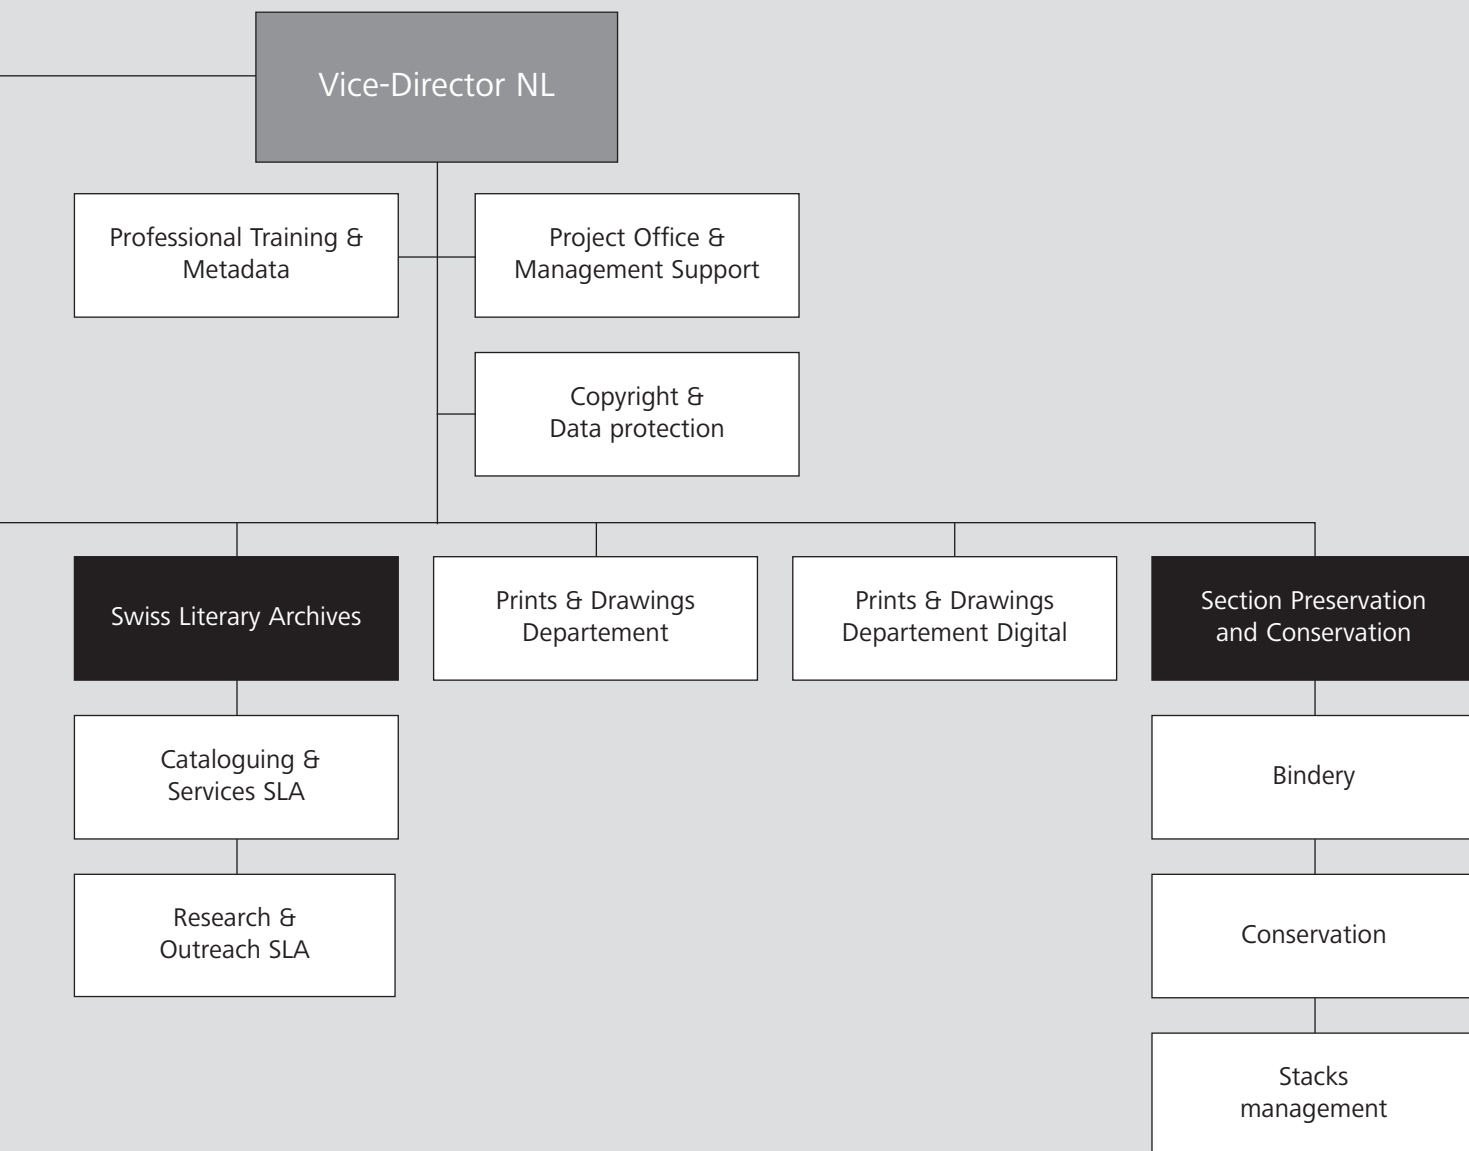 Vice-Director NL
Professional Training &
Metadata
Project Office &
Management Support
Copyright &
Data protection
Swiss Literary Archives
Prints & Drawings
Departement
Prints & Drawings
Departement Digital
Section Preservation
and Conservation
Cataloguing &
Services SLA
Bindery
Research &
Outreach SLA
Conservation
Stacks
management